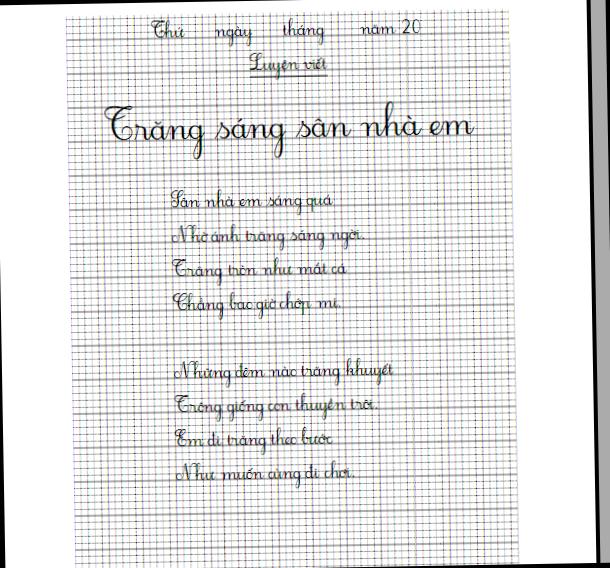 Thứ ngày tháng năm 20
Luyện viết
Trăng sáng sân nhà em
Sân nhà em sáng quá
Nhờ ánh trăng sáng ngời.
Trăng tròn như mắt cá
Chẳng bao giờ chớp mi.
Những đêm nào trăng khuyết
Trông giống con thuyền trôi.
Em đi trăng theo bước
Như muốn cùng đi chơi.